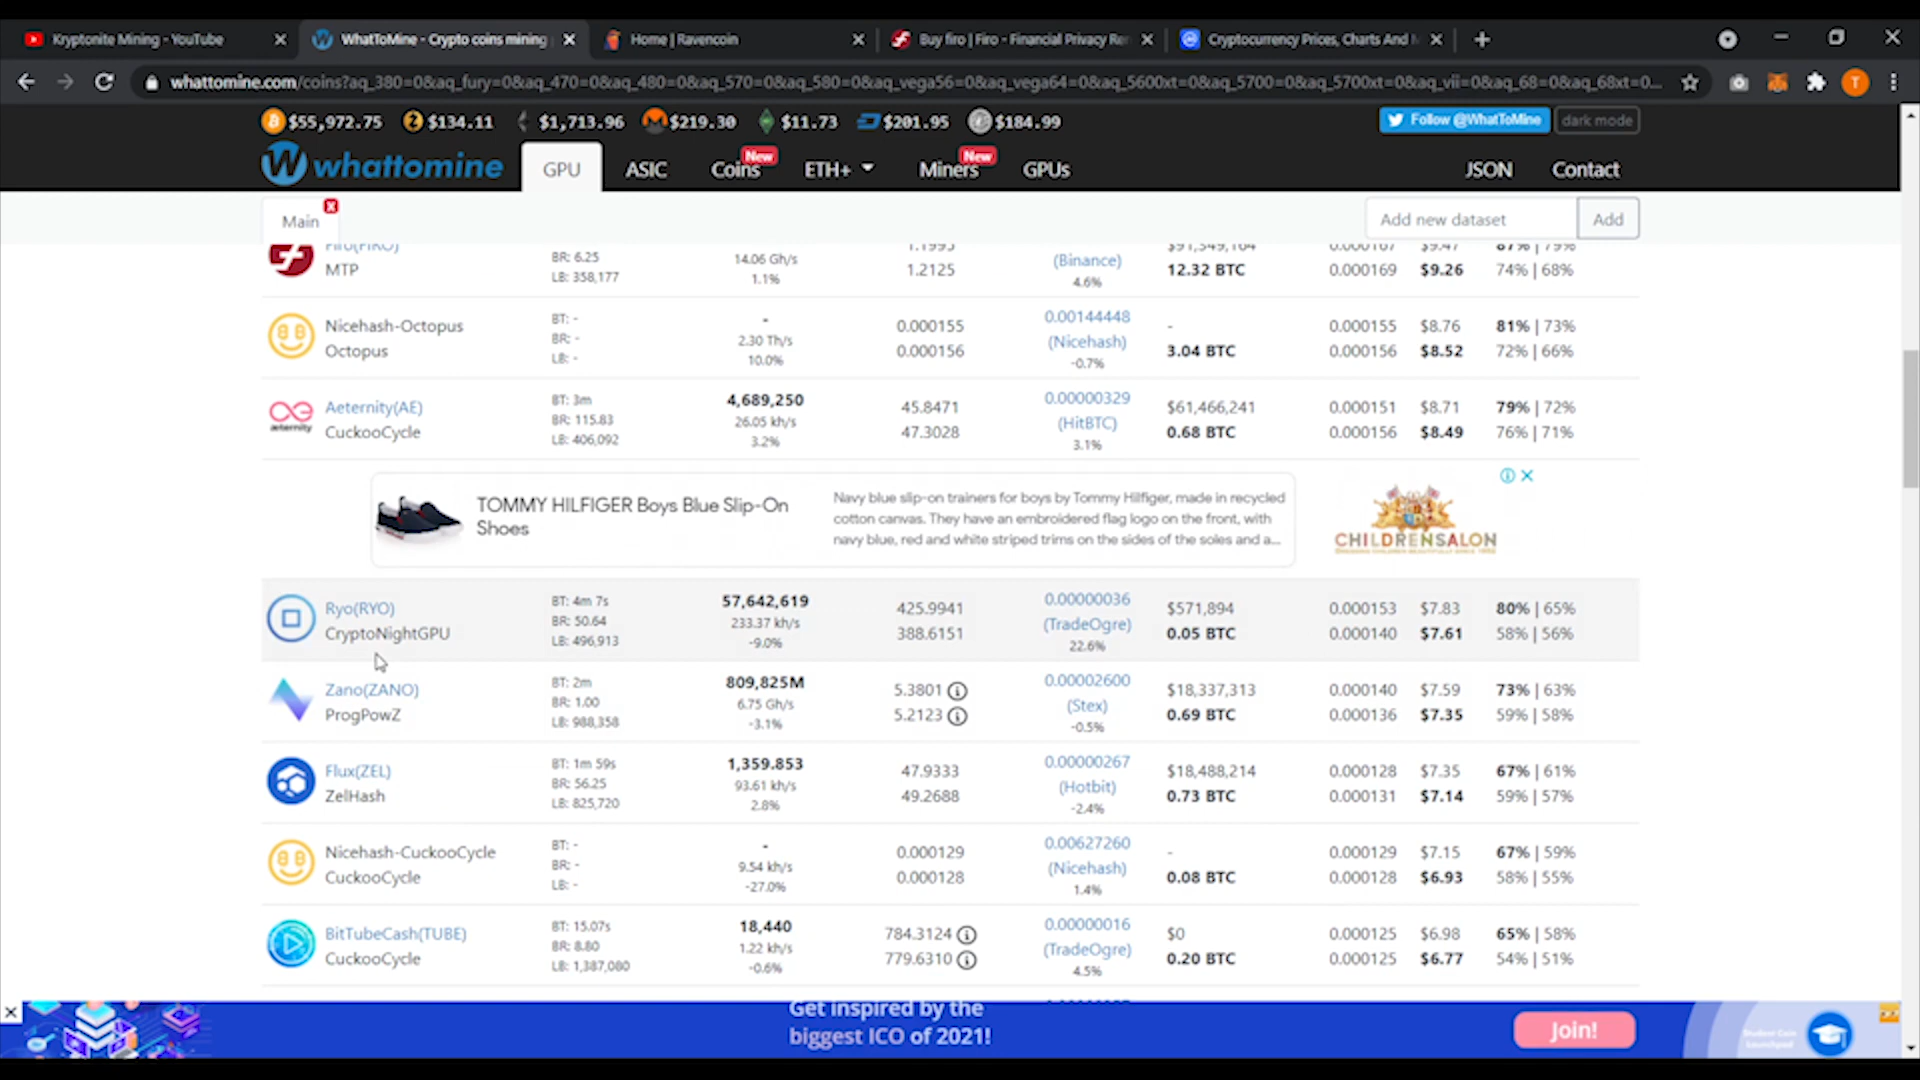 Kryptonite Mining - YouTube
WhatToMine - Crypto coins mining
Home | Ravencoin
Buy firo | Firo - Financial Privacy Re
Cryptocurrency Prices, Charts And
whattomine.com/coins?aq_380=0&aq_fury=0&aq_470=0&aq_480=0&aq_570=0&aq_580=0&aq_vega56=0&aq_vega64=0&aq_5600xt=0&aq_5700=0&aq_5700xt=0&aq_vii=0&aq_68=0&aq_68xt=0...
T
$55,972.75 $134.11 $1,713.96 $219.30 $11.73 $201.95 $184.99
Follow @WhatToMine
dark mode
whattomine
GPU
ASIC
Coins New
ETH+
Miners New
GPUs
JSON
Contact
Main
Add new dataset
Add
Firo(FIRO)
MTP
BR: 6.25
LB: 358,177
14.06 Gh/s
1.1%
1.1995
1.2125
(Binance)
4.6%
$91,549,164
12.32 BTC
0.000167
0.000169
$9.47
$9.26
87% | 79%
74% | 68%
Nicehash-Octopus
Octopus
BT: -
BR: -
LB: -
-
2.30 Th/s
10.0%
0.000155
0.000156
0.00144448
(Nicehash)
-0.7%
-
3.04 BTC
0.000155
0.000156
$8.76
$8.52
81% | 73%
72% | 66%
Aeternity(AE)
CuckooCycle
aeternity
BT: 3m
BR: 115.83
LB: 406,092
4,689,250
26.05 kh/s
3.2%
45.8471
47.3028
0.00000329
(HitBTC)
3.1%
$61,466,241
0.68 BTC
0.000151
0.000156
$8.71
$8.49
79% | 72%
76% | 71%
TOMMY HILFIGER Boys Blue Slip-On
Shoes
Navy blue slip-on trainers for boys by Tommy Hilfiger, made in recycled
cotton canvas. They have an embroidered flag logo on the front, with
navy blue, red and white striped trims on the sides of the soles and a...
CHILDRENSALON
Ryo(RYO)
CryptoNightGPU
BT: 4m 7s
BR: 50.64
LB: 496,913
57,642,619
233.37 kh/s
-9.0%
425.9941
388.6151
0.00000036
(TradeOgre)
22.6%
$571,894
0.05 BTC
0.000153
0.000140
$7.83
$7.61
80% | 65%
58% | 56%
Zano(ZANO)
ProgPowZ
BT: 2m
BR: 1.00
LB: 988,358
809,825M
6.75 Gh/s
-3.1%
5.3801
5.2123
0.00002600
(Stex)
-0.5%
$18,337,313
0.69 BTC
0.000140
0.000136
$7.59
$7.35
73% | 63%
59% | 58%
Flux(ZEL)
ZelHash
BT: 1m 59s
BR: 56.25
LB: 825,720
1,359.853
93.61 kh/s
2.8%
47.9333
49.2688
0.00000267
(Hotbit)
-2.4%
$18,488,214
0.73 BTC
0.000128
0.000131
$7.35
$7.14
67% | 61%
59% | 57%
Nicehash-CuckooCycle
CuckooCycle
BT: -
BR: -
LB: -
-
9.54 kh/s
-27.0%
0.000129
0.000128
0.00627260
(Nicehash)
1.4%
-
0.08 BTC
0.000129
0.000128
$7.15
$6.93
67% | 59%
58% | 55%
BitTubeCash(TUBE)
CuckooCycle
BT: 15.07s
BR: 8.80
LB: 1,387,080
18,440
1.22 kh/s
-0.6%
784.3124
779.6310
0.00000016
(TradeOgre)
4.5%
$0
0.20 BTC
0.000125
0.000125
$6.98
$6.77
65% | 58%
54% | 51%
Get inspired by the
biggest ICO of 2021!
Join!